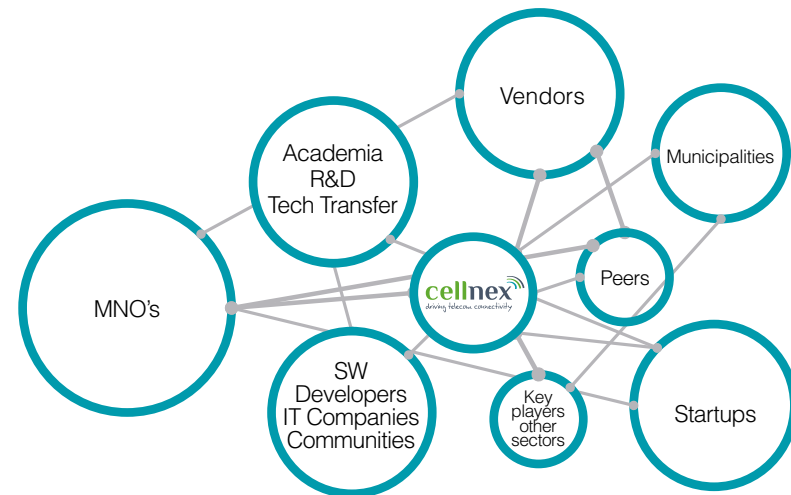 Vendors
Municipalities
Academia
R&D
Tech Transfer
MNO's
cellnex
driving telecom connectivity
Peers
SW
Developers
IT Companies
Communities
Key
players
other
sectors
Startups